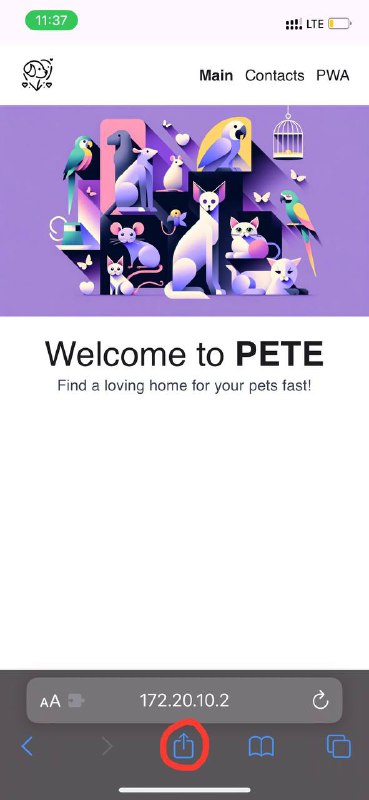 11:37
LTE
Main Contacts PWA
Welcome to PETE
Find a loving home for your pets fast!
AA 172.20.10.2